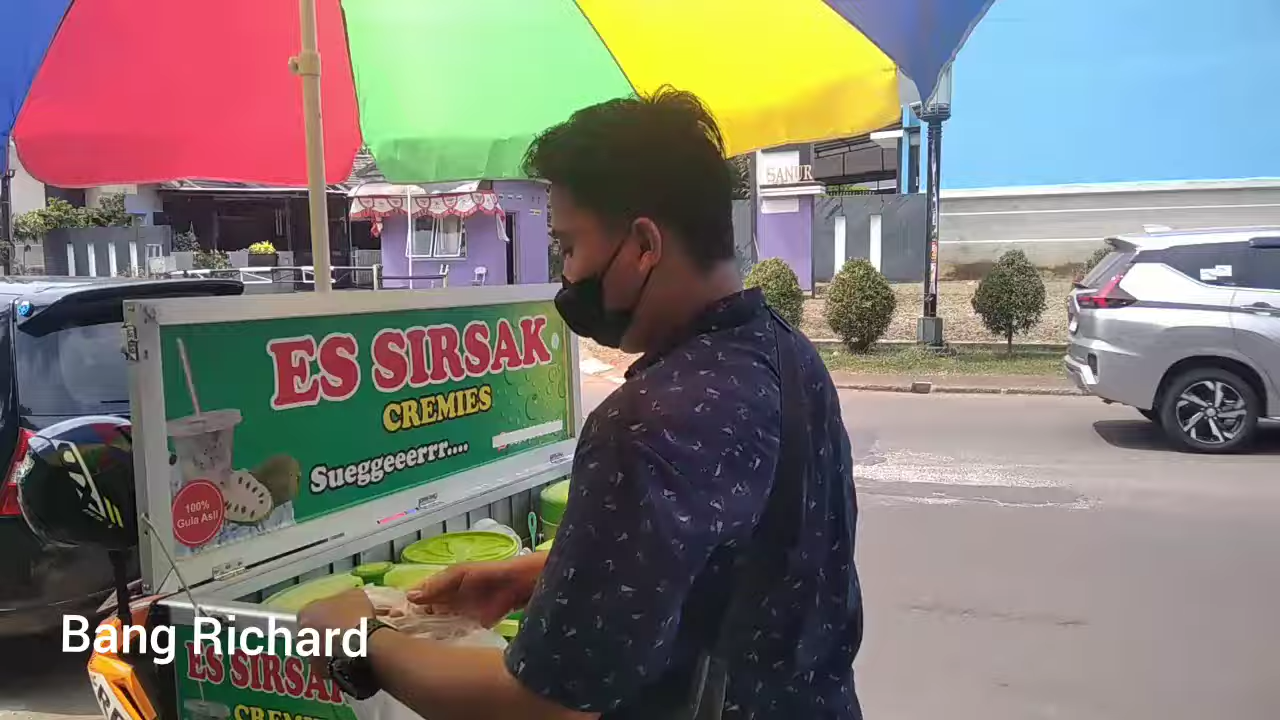 SANUR
ES SIRSAK
CREMIES
Sueggeeerrr....
100%
Gula Asli
Bang Richard
ES SIRSAK